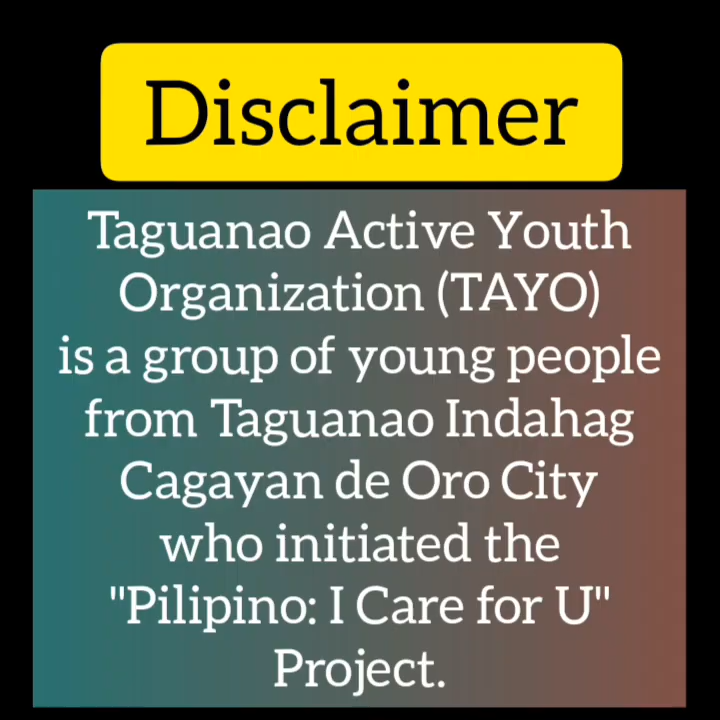 Disclaimer
Taguanao Active Youth
Organization (TAYO)
is a group of young people
from Taguanao Indahag
Cagayan de Oro City
who initiated the
"Pilipino: I Care for U"
Project.